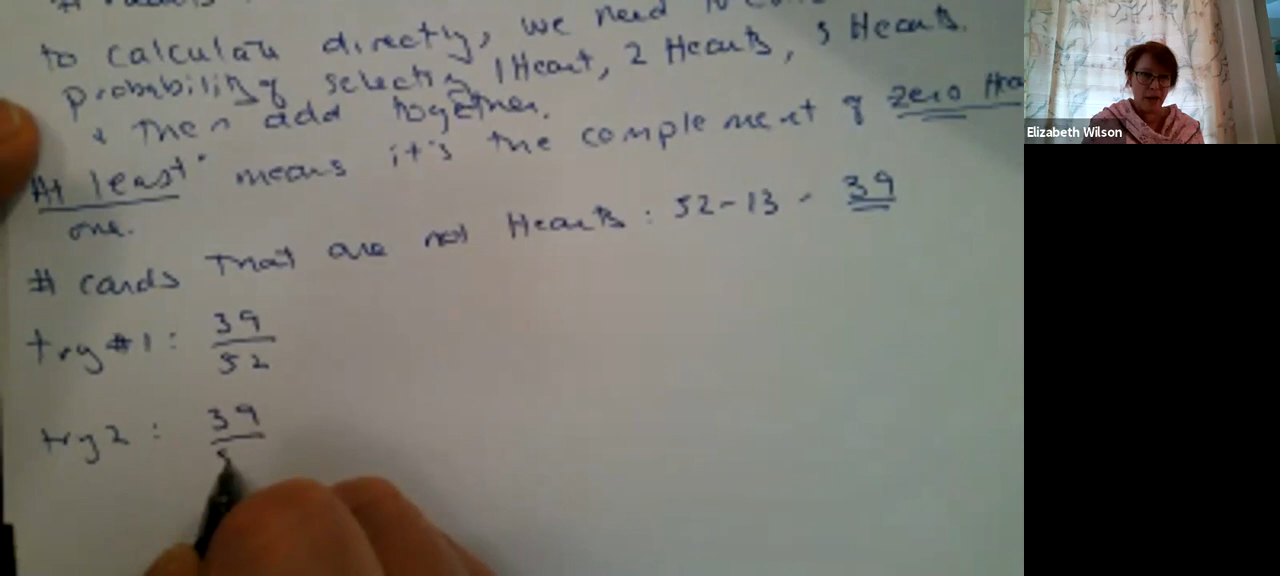 to calculate directly, we need
probability of selecting 1 Heart, 2 Hearts, 3 Hearts.
& then add together.
At least" means it's the complement of zero Hea
one.
# cards that are not Hearts : 52-13 - 39
try #1 : 39
52
try 2 : 39
5
Elizabeth Wilson